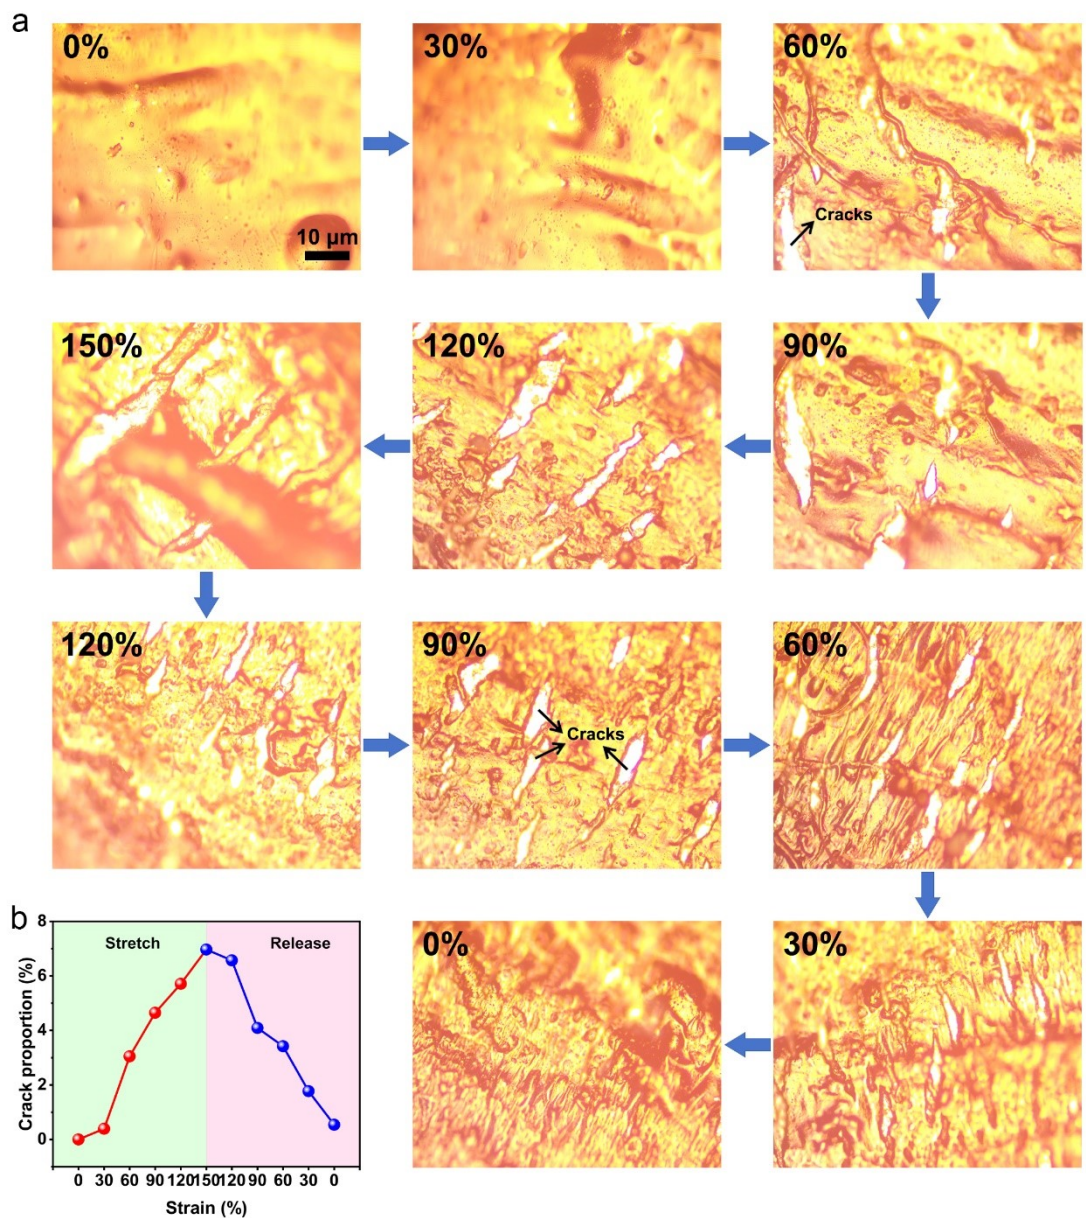 a
0%
30%
60%
10 µm
Cracks
150%
120%
90%
120%
90%
60%
Cracks
b
0%
30%
8
6
4
2
0
Stretch
Release
Crack proportion (%)
0 30 60 90 120 150 120 90 60 30 0
Strain (%)